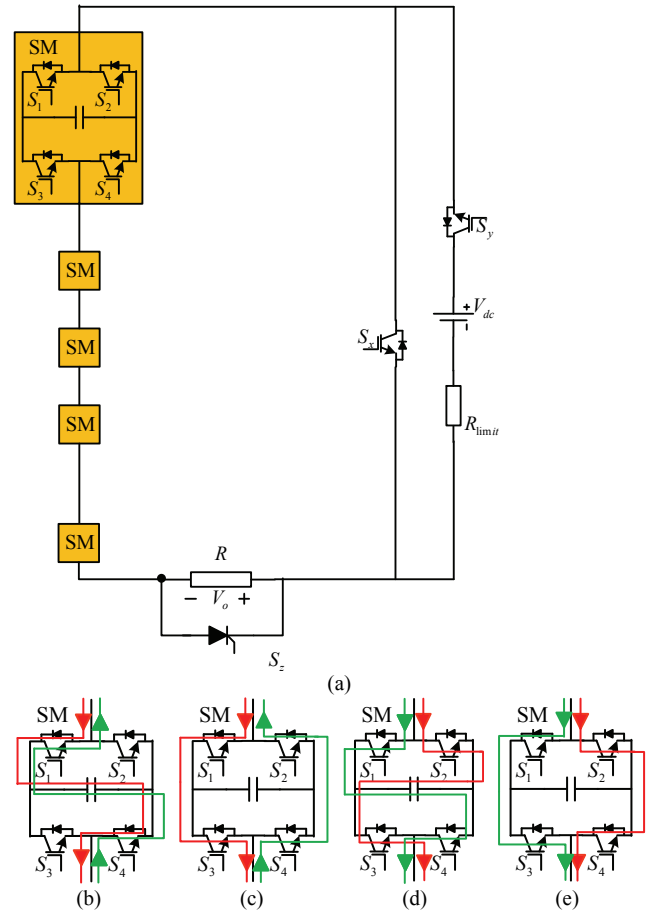 SM
S1 S2
S3 S4
SM
SM
SM
SM
Sx
Sy
+ Vdc
-
Rlimit
R
− Vo +
Sz
(a)
SM SM SM SM
S1 S2 S1 S2 S1 S2 S1 S2
S3 S4 S3 S4 S3 S4 S3 S4
(b) (c) (d) (e)